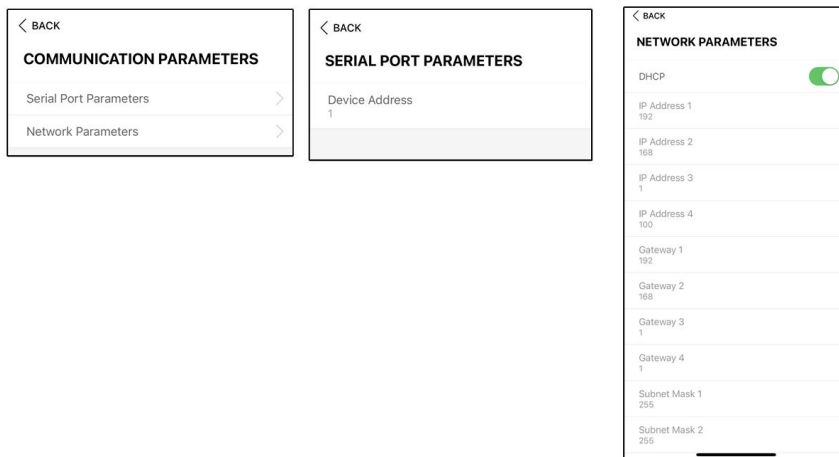 BACK
COMMUNICATION PARAMETERS
Serial Port Parameters
Network Parameters
BACK
SERIAL PORT PARAMETERS
Device Address
1
BACK
NETWORK PARAMETERS
DHCP
IP Address 1
192
IP Address 2
168
IP Address 3
1
IP Address 4
100
Gateway 1
192
Gateway 2
168
Gateway 3
1
Gateway 4
1
Subnet Mask 1
255
Subnet Mask 2
255